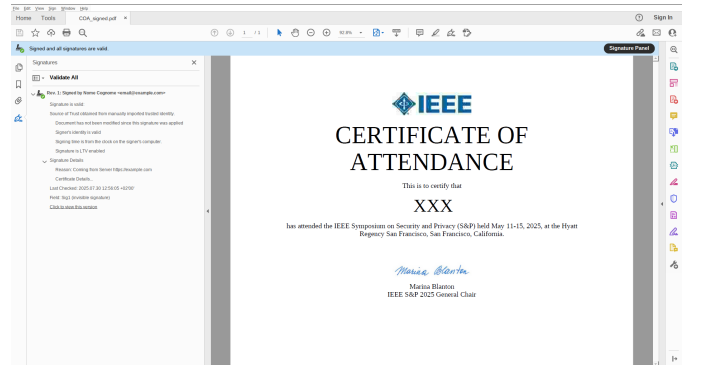 File Edit View Sign Window Help
Home Tools COA_signed.pdf ×
Sign In
1 / 1
92.8%
Signed and all signatures are valid.
Signature Panel
Signatures
Validate All
Rev. 1: Signed by Nome Cognome <email@example.com>
Signature is valid:
Source of Trust obtained from manually imported trusted identity.
Document has not been modified since this signature was applied
Signer's identity is valid
Signing time is from the clock on the signer's computer.
Signature is LTV enabled
Signature Details
Reason: Coming from Server https://example.com
Certificate Details...
Last Checked: 2025.07.30 12:56:05 +02'00'
Field: Sig1 (invisible signature)
Click to view this version
IEEE
CERTIFICATE OF
ATTENDANCE
This is to certify that
XXX
has attended the IEEE Symposium on Security and Privacy (S&P) held May 11-15, 2025, at the Hyatt
Regency San Francisco, San Francisco, California.
Marina Blanton
Marina Blanton
IEEE S&P 2025 General Chair